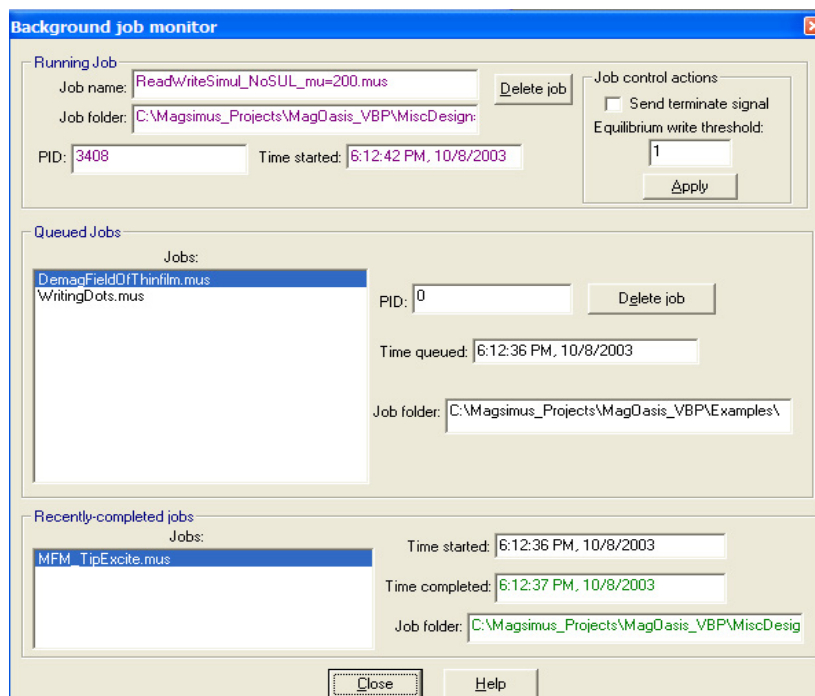 Background job monitor
Running Job
Job name: ReadWriteSimul_NoSUL_mu=200.mus
Delete job
Job folder: C:\Magsimus_Projects\MagOasis_VBP\MiscDesigns
PID: 3408
Time started: 6:12:42 PM, 10/8/2003
Job control actions
Send terminate signal
Equilibrium write threshold:
1
Apply
Queued Jobs
Jobs:
DemagFieldOfThinfilm.mus
WritingDots.mus
PID: 0
Delete job
Time queued: 6:12:36 PM, 10/8/2003
Job folder: C:\Magsimus_Projects\MagOasis_VBP\Examples\
Recently-completed jobs
Jobs:
MFM_TipExcite.mus
Time started: 6:12:36 PM, 10/8/2003
Time completed: 6:12:37 PM, 10/8/2003
Job folder: C:\Magsimus_Projects\MagOasis_VBP\MiscDesig
Close
Help